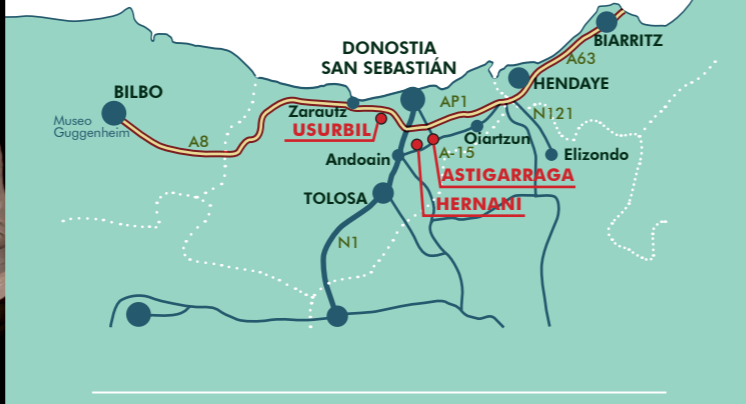 BIARRITZ
DONOSTIA
SAN SEBASTIÁN
A63
HENDAYE
BILBO
AP1
Zarautz
N121
Museo
Guggenheim
USURBIL
A8
Oiartzun
A-15
Elizondo
Andoain
ASTIGARRAGA
TOLOSA
HERNANI
N1